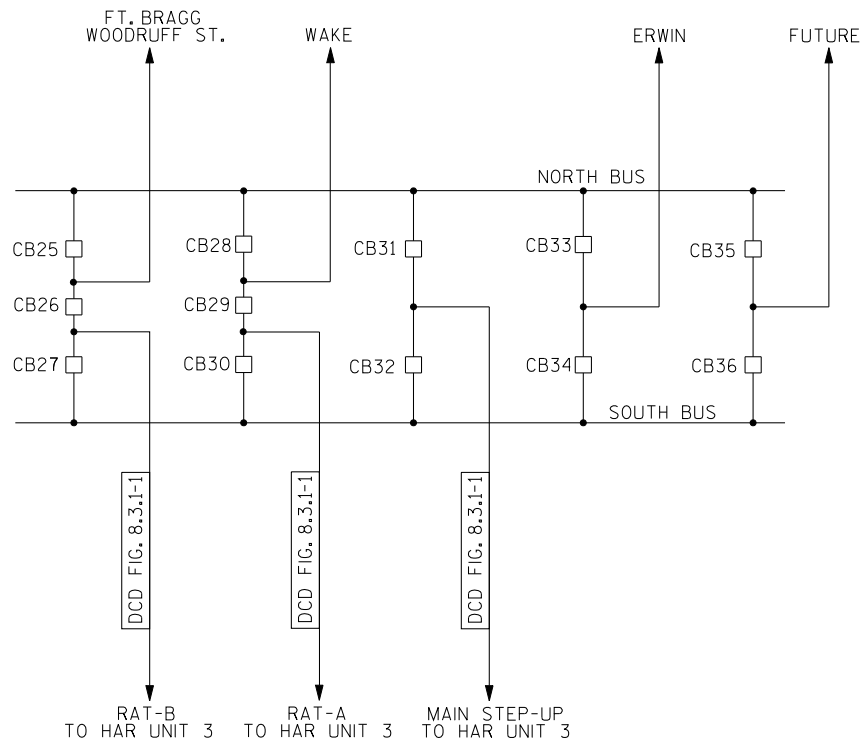 FT. BRAGG
WOODRUFF ST.
WAKE
ERWIN
FUTURE
NORTH BUS
CB25
CB28
CB31
CB33
CB35
CB26
CB29
CB27
CB30
CB32
CB34
CB36
SOUTH BUS
DCD FIG. 8.3.1-1
DCD FIG. 8.3.1-1
DCD FIG. 8.3.1-1
RAT-B
TO HAR UNIT 3
RAT-A
TO HAR UNIT 3
MAIN STEP-UP
TO HAR UNIT 3